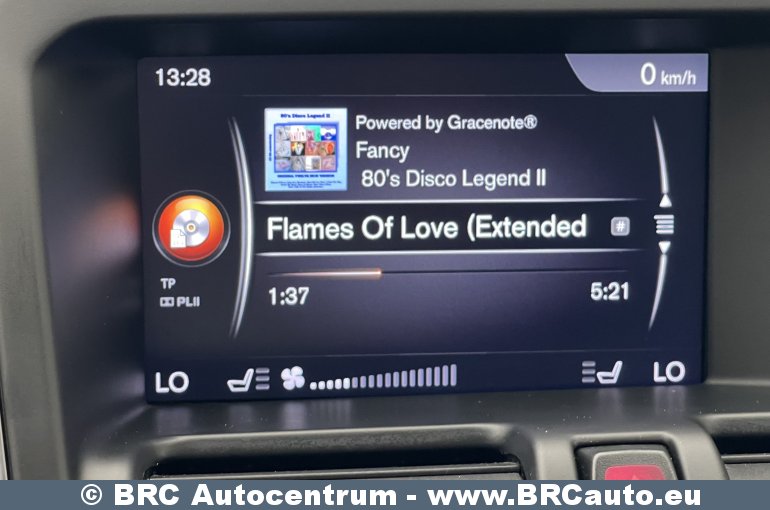 13:28
0 km/h
80's Disco Legend II
Powered by Gracenote®
Fancy
80's Disco Legend II
Flames Of Love (Extended
#
1:37
5:21
TP
PLII
LO
LO
© BRC Autocentrum - www.BRCauto.eu